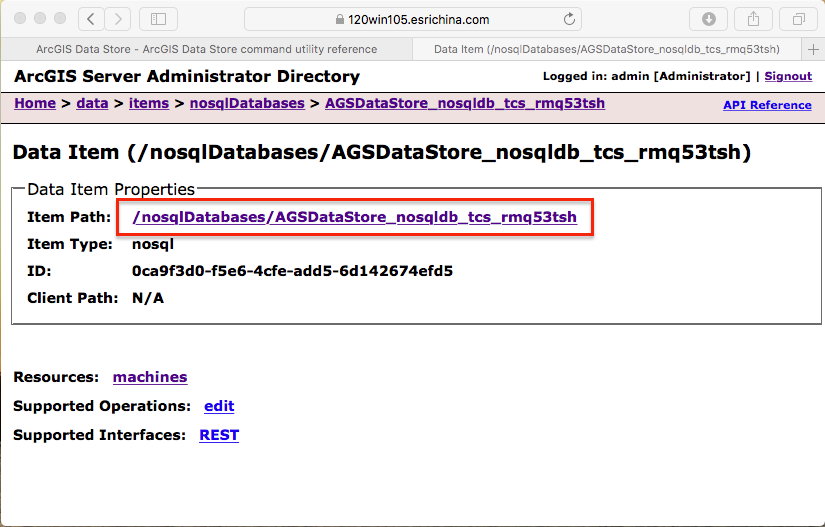 120win105.esrichina.com
ArcGIS Data Store - ArcGIS Data Store command utility reference
Data Item (/nosqlDatabases/AGSDataStore_nosqldb_tcs_rmq53tsh)
ArcGIS Server Administrator Directory
Logged in: admin [Administrator] | Signout
Home > data > items > nosqlDatabases > AGSDataStore_nosqldb_tcs_rmq53tsh
API Reference
Data Item (/nosqlDatabases/AGSDataStore_nosqldb_tcs_rmq53tsh)
Data Item Properties
Item Path: /nosqlDatabases/AGSDataStore_nosqldb_tcs_rmq53tsh
Item Type: nosql
ID: 0ca9f3d0-f5e6-4cfe-add5-6d142674efd5
Client Path: N/A
Resources: machines
Supported Operations: edit
Supported Interfaces: REST